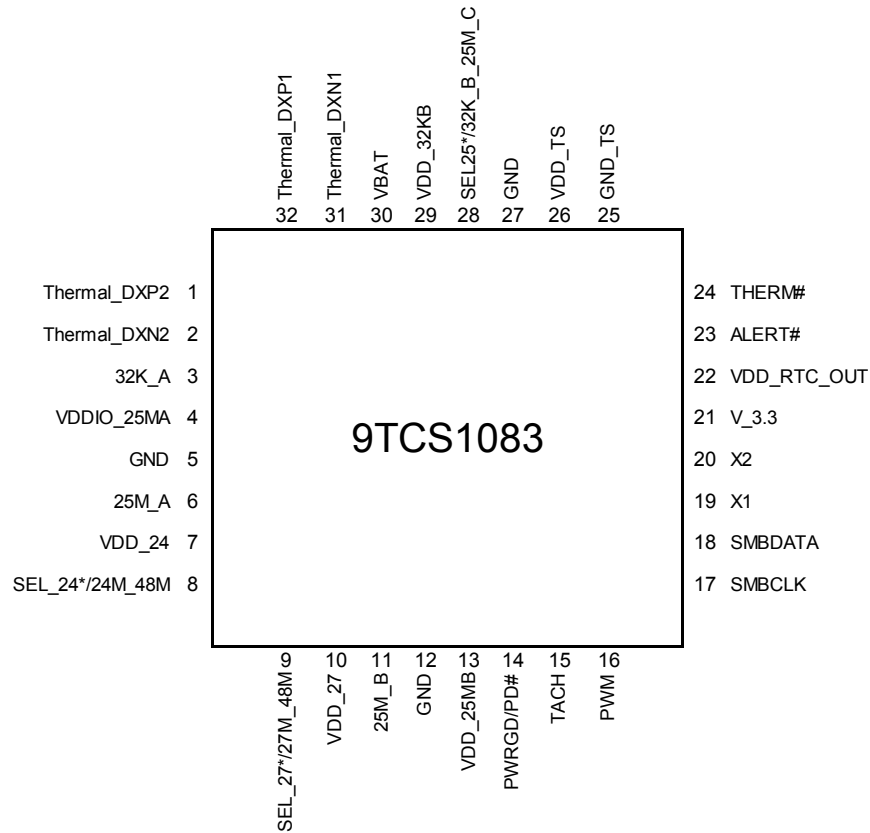 Thermal_DXP1
Thermal_DXN1
VBAT
VDD_32KB
SEL25*/32K_B_25M_C
GND
VDD_TS
GND_TS
32 31 30 29 28 27 26 25
Thermal_DXP2 1
Thermal_DXN2 2
32K_A 3
VDDIO_25MA 4
GND 5
25M_A 6
VDD_24 7
SEL_24*/24M_48M 8
9TCS1083
24 THERM#
23 ALERT#
22 VDD_RTC_OUT
21 V_3.3
20 X2
19 X1
18 SMBDATA
17 SMBCLK
9 10 11 12 13 14 15 16
SEL_27*/27M_48M
VDD_27
25M_B
GND
VDD_25MB
PWRGD/PD#
TACH
PWM